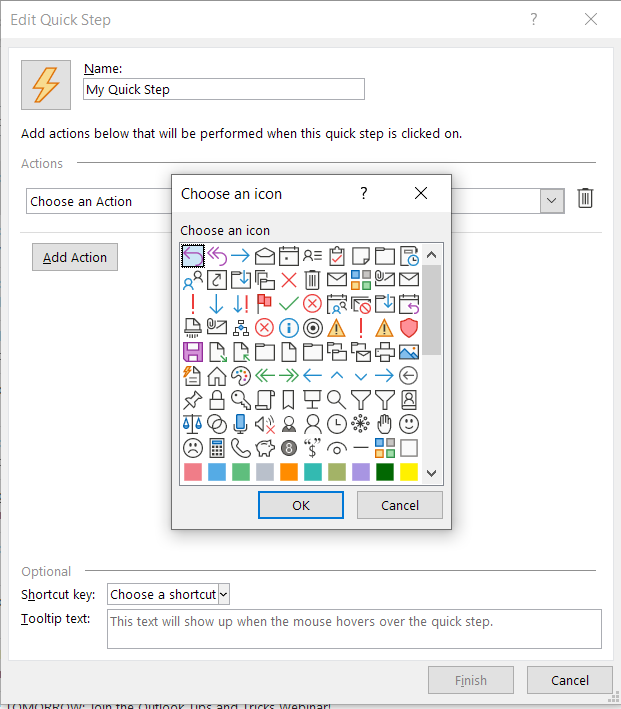 Edit Quick Step
Name:
My Quick Step
Add actions below that will be performed when this quick step is clicked on.
Actions
Choose an Action
Add Action
Choose an icon
Choose an icon
OK Cancel
Optional
Shortcut key: Choose a shortcut
Tooltip text: This text will show up when the mouse hovers over the quick step.
Finish Cancel
TOMORROW: Join the Outlook Tips and Tricks Webinar!